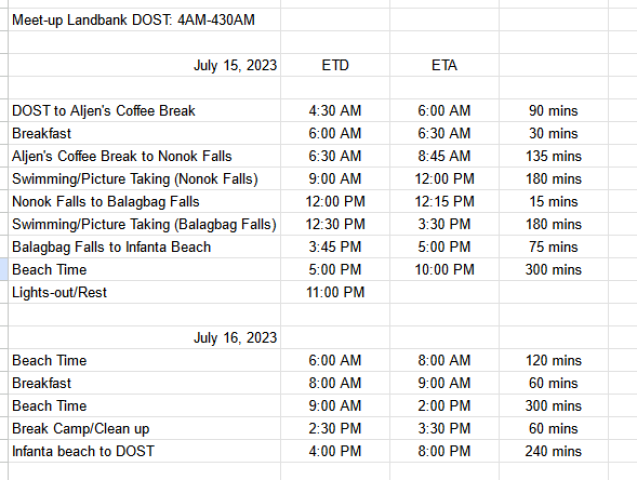 Meet-up Landbank DOST: 4AM-430AM
July 15, 2023 ETD ETA
DOST to Aljen's Coffee Break 4:30 AM 6:00 AM 90 mins
Breakfast 6:00 AM 6:30 AM 30 mins
Aljen's Coffee Break to Nonok Falls 6:30 AM 8:45 AM 135 mins
Swimming/Picture Taking (Nonok Falls) 9:00 AM 12:00 PM 180 mins
Nonok Falls to Balagbag Falls 12:00 PM 12:15 PM 15 mins
Swimming/Picture Taking (Balagbag Falls) 12:30 PM 3:30 PM 180 mins
Balagbag Falls to Infanta Beach 3:45 PM 5:00 PM 75 mins
Beach Time 5:00 PM 10:00 PM 300 mins
Lights-out/Rest 11:00 PM
July 16, 2023
Beach Time 6:00 AM 8:00 AM 120 mins
Breakfast 8:00 AM 9:00 AM 60 mins
Beach Time 9:00 AM 2:00 PM 300 mins
Break Camp/Clean up 2:30 PM 3:30 PM 60 mins
Infanta beach to DOST 4:00 PM 8:00 PM 240 mins